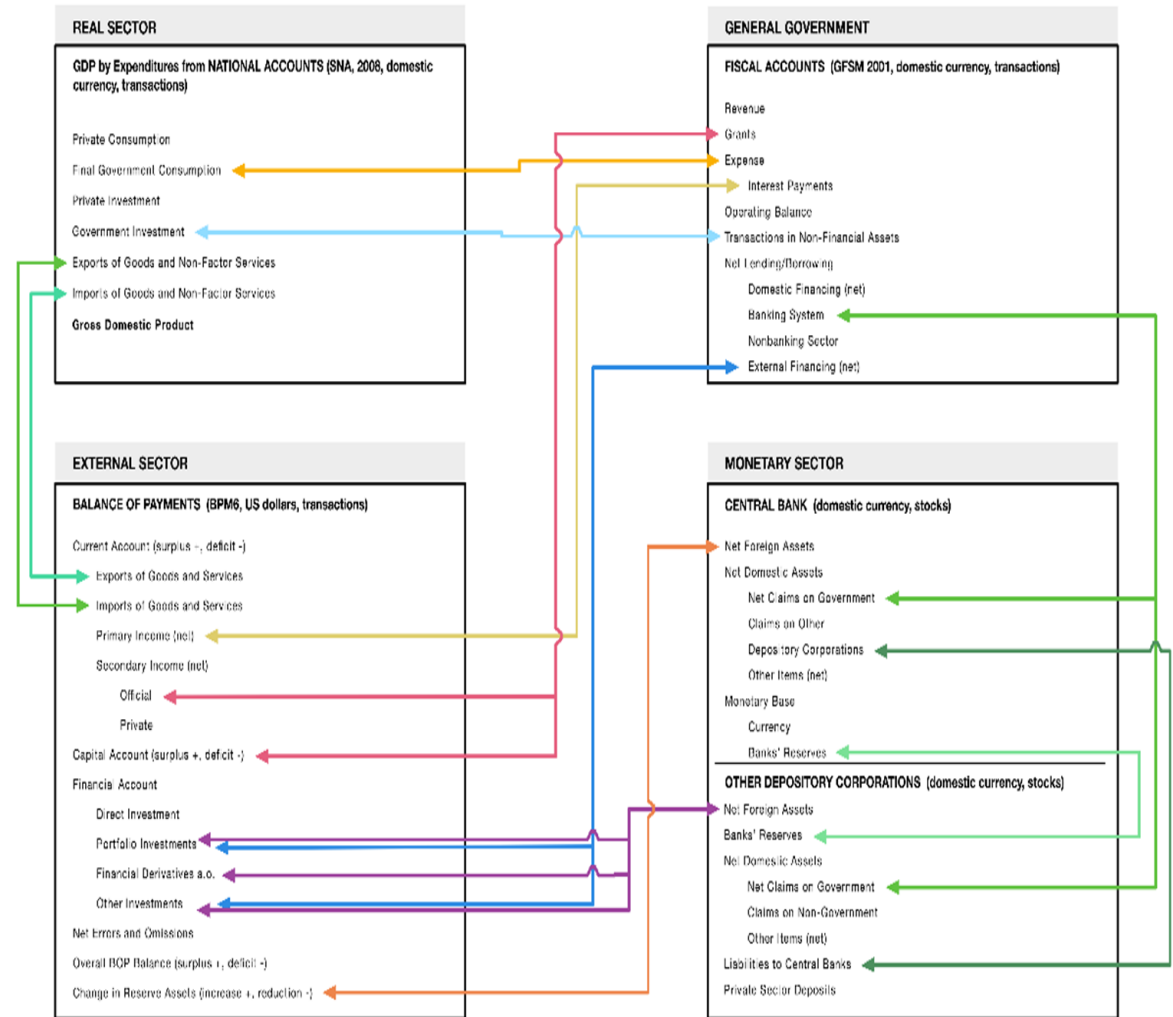 REAL SECTOR
GDP by Expenditures from NATIONAL ACCOUNTS (SNA, 2008, domestic
currency, transactions)
Private Consumption
Final Government Consumption
Private Investment
Government Investment
Exports of Goods and Non-Factor Services
Imports of Goods and Non-Factor Services
Gross Domestic Product
GENERAL GOVERNMENT
FISCAL ACCOUNTS (GFSM 2001, domestic currency, transactions)
Revenue
Grants
Expense
Interest Payments
Operating Balance
Transactions in Non-Financial Assets
Net Lending/Borrowing
Domestic Financing (net)
Banking System
Nonbanking Sector
External Financing (net)
EXTERNAL SECTOR
BALANCE OF PAYMENTS (BPM6, US dollars, transactions)
Current Account (surplus +, deficit -)
Exports of Goods and Services
Imports of Goods and Services
Primary Income (net)
Secondary Income (net)
Official
Private
Capital Account (surplus +, deficit -)
Financial Account
Direct Investment
Portfolio Investments
Financial Derivatives a.o.
Other Investments
Net Errors and Omissions
Overall BOP Balance (surplus +, deficit -)
Change in Reserve Assets (increase +, reduction -)
MONETARY SECTOR
CENTRAL BANK (domestic currency, stocks)
Net Foreign Assets
Net Domestic Assets
Net Claims on Government
Claims on Other
Depository Corporations
Other Items (net)
Monetary Base
Currency
Banks' Reserves
OTHER DEPOSITORY CORPORATIONS (domestic currency, stocks)
Net Foreign Assets
Banks' Reserves
Net Domestic Assets
Net Claims on Government
Claims on Non-Government
Other Items (net)
Liabilities to Central Banks
Private Sector Deposits